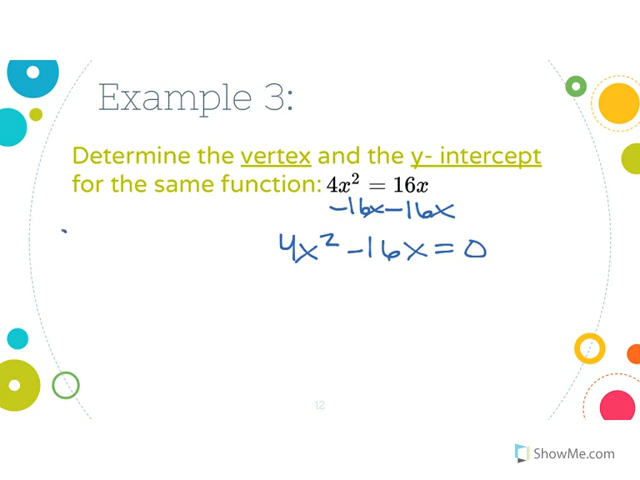 Example 3:
Determine the vertex and the y- intercept
for the same function: 4x² = 16x
-16x -16x
4x² -16x = 0
12
ShowMe.com